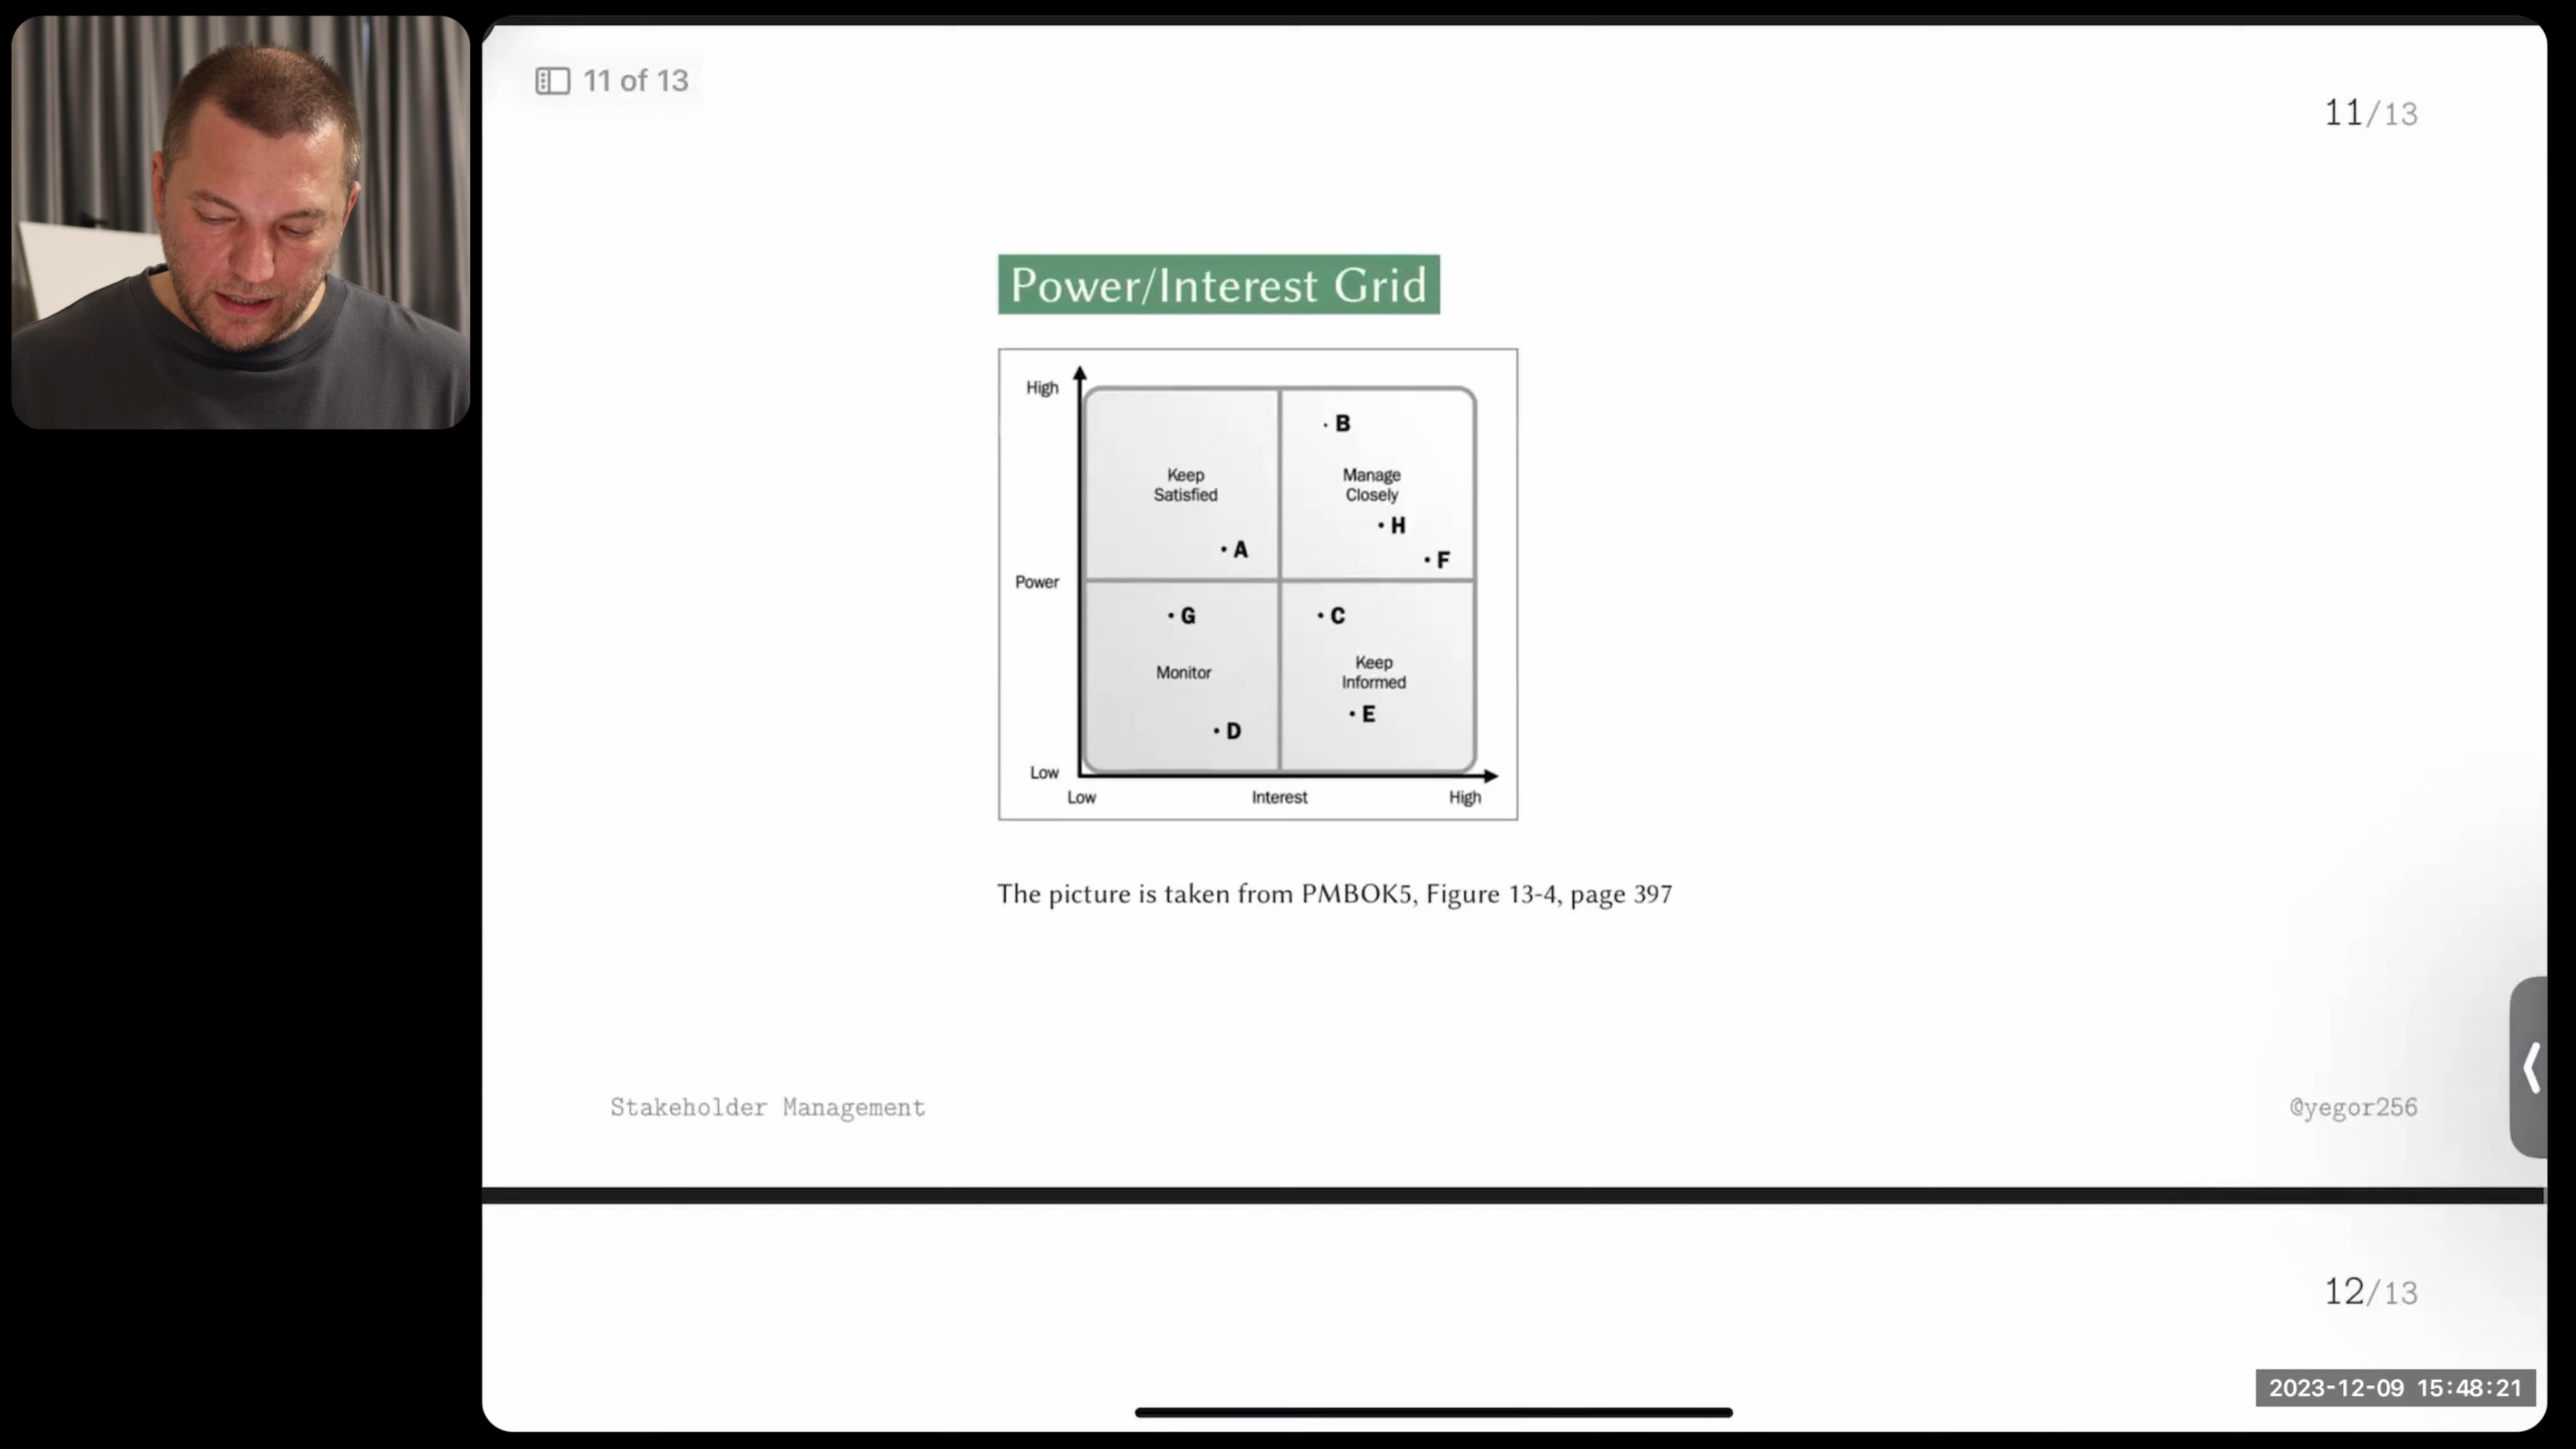 11 of 13
11/13
Power/Interest Grid
High
B
Keep
Satisfied
Manage
Closely
H
A
F
Power
G
C
Monitor
Keep
Informed
E
D
Low
Low
Interest
High
The picture is taken from PMBOK5, Figure 13-4, page 397
Stakeholder Management
@yegor256
12/13
2023-12-09 15:48:21